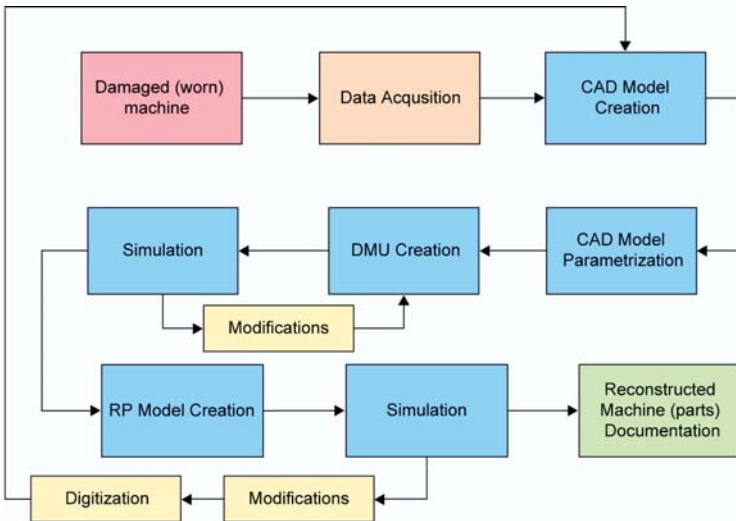 Damaged (worn)
machine
Data Acqusition
CAD Model
Creation
Simulation
DMU Creation
CAD Model
Parametrization
Modifications
RP Model Creation
Simulation
Reconstructed
Machine (parts)
Documentation
Digitization
Modifications